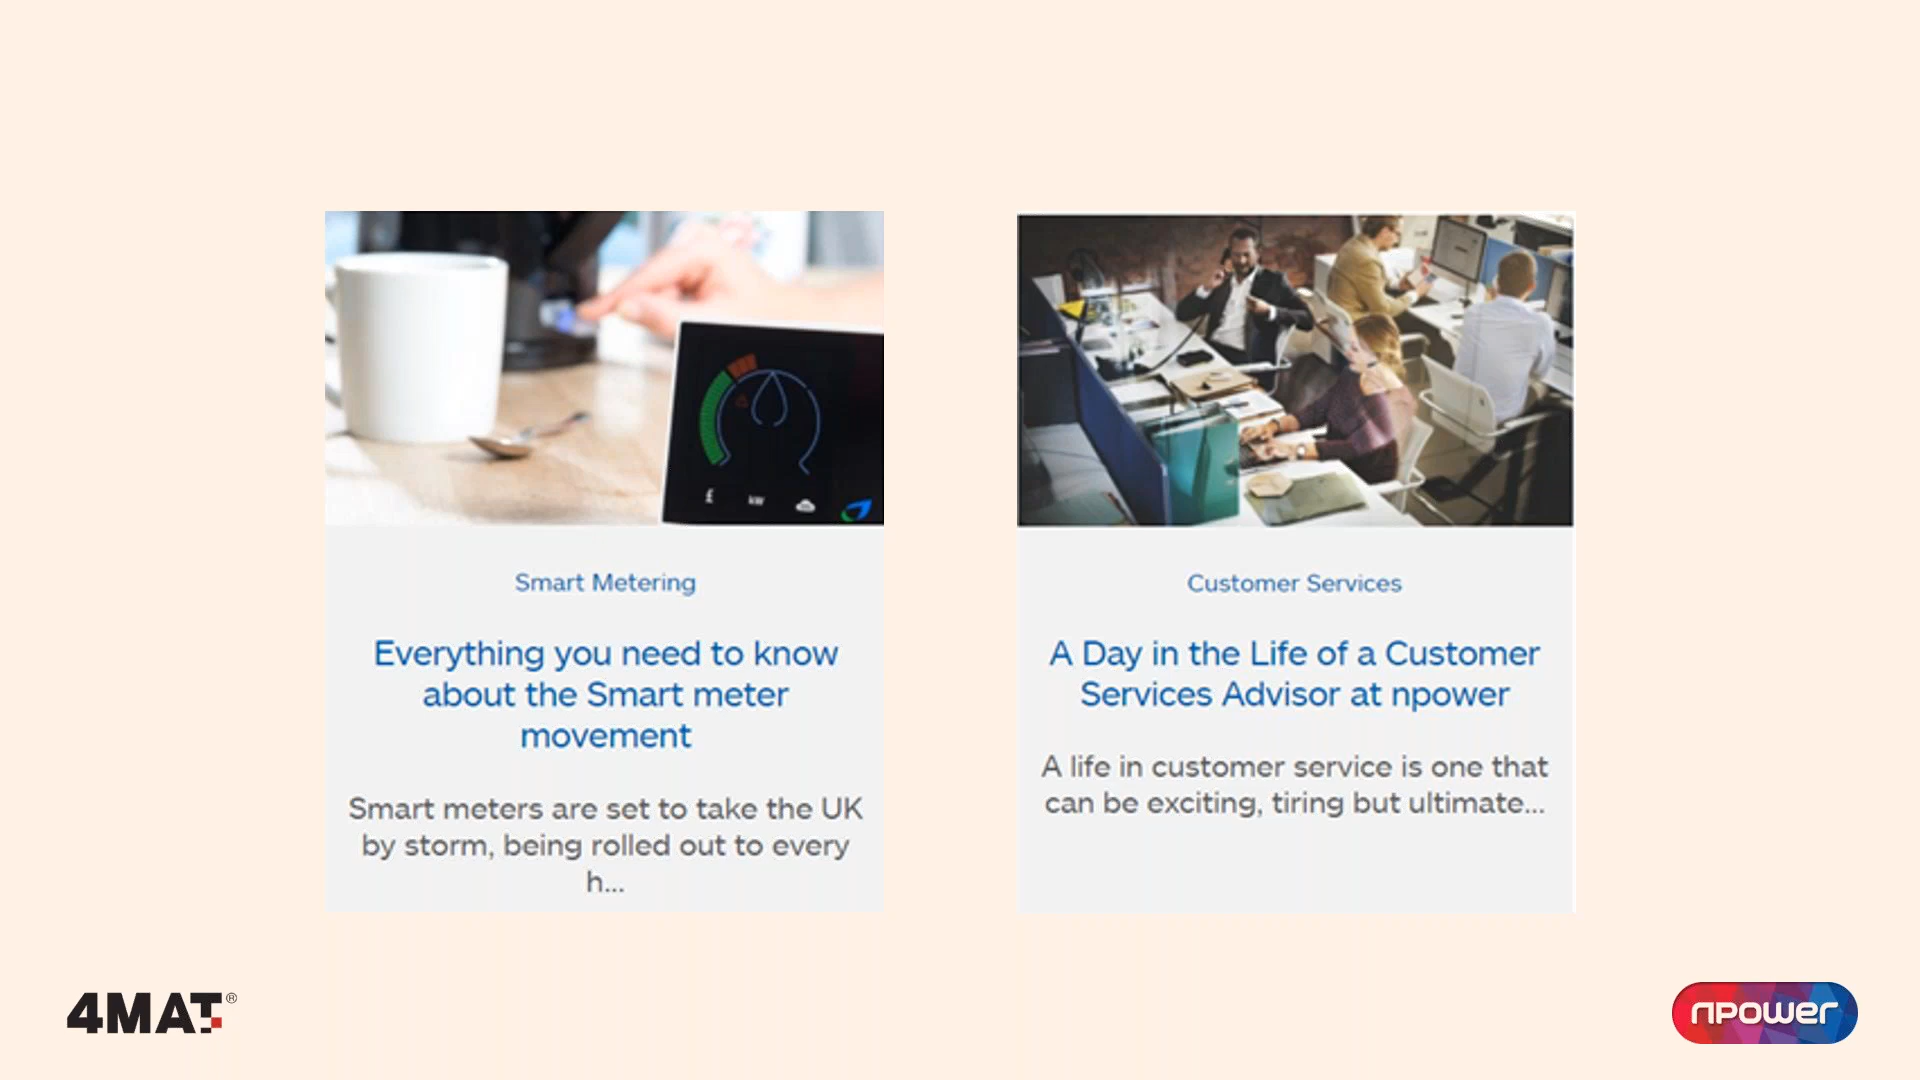 £ kW
Smart Metering
Everything you need to know
about the Smart meter
movement
Smart meters are set to take the UK
by storm, being rolled out to every
h...
Customer Services
A Day in the Life of a Customer
Services Advisor at npower
A life in customer service is one that
can be exciting, tiring but ultimate...
4MAT®
npower